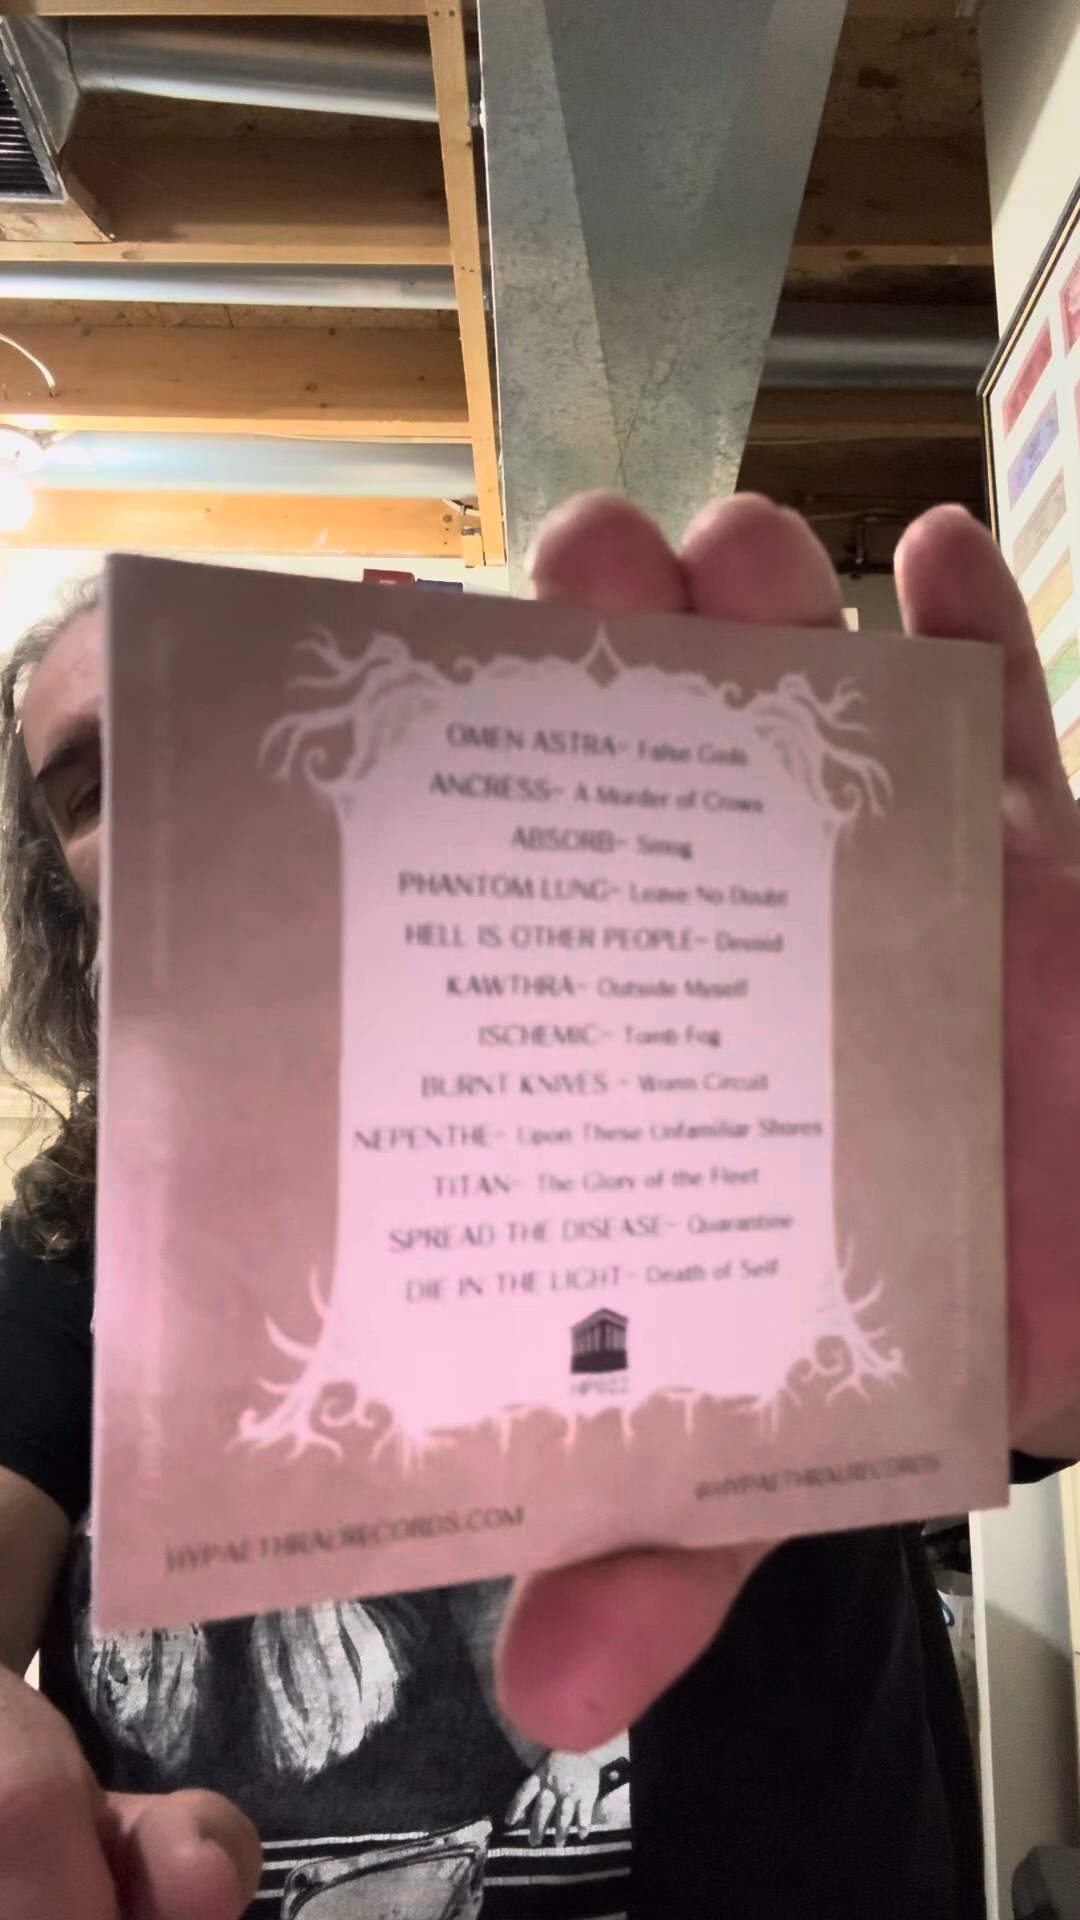 OMEN ASTRA- False Gods
ANCRESS- A Murder of Crows
ABSORB- Smog
PHANTOM LUNG- Leave No Doubt
HELL IS OTHER PEOPLE- Devoid
KAWTHRA- Outside Myself
ISCHEMIC- Tomb Fog
BURNT KNIVES - Worm Circuit
NEPENTHE- Upon These Unfamiliar Shores
TITAN- The Glory of the Fleet
SPREAD THE DISEASE- Quarantine
DIE IN THE LIGHT- Death of Self
HP022
HYPAETHRALRECORDS.COM
@HYPAETHRALRECORDS